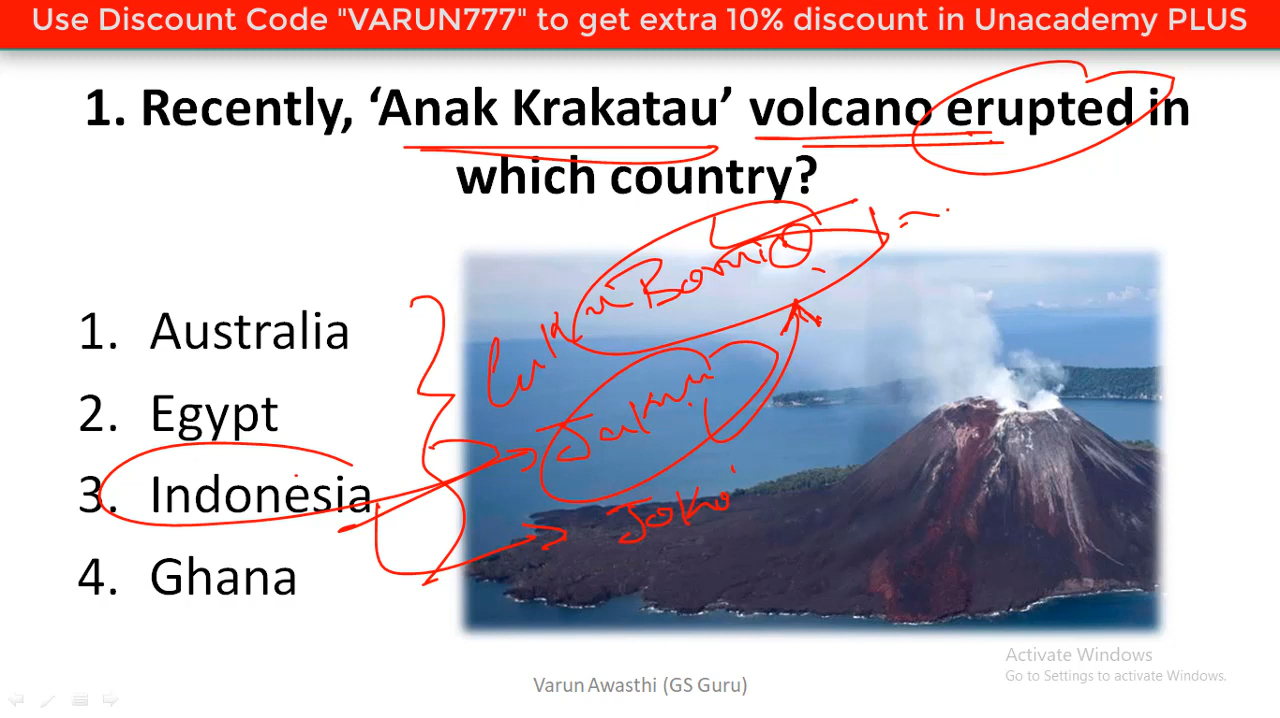 Use Discount Code "VARUN777" to get extra 10% discount in Unacademy PLUS
1. Recently, ‘Anak Krakatau’ volcano erupted in
which country?
1. Australia
2. Egypt
3. Indonesia
4. Ghana
Joko
Activate Windows
Go to Settings to activate Windows.
Varun Awasthi (GS Guru)